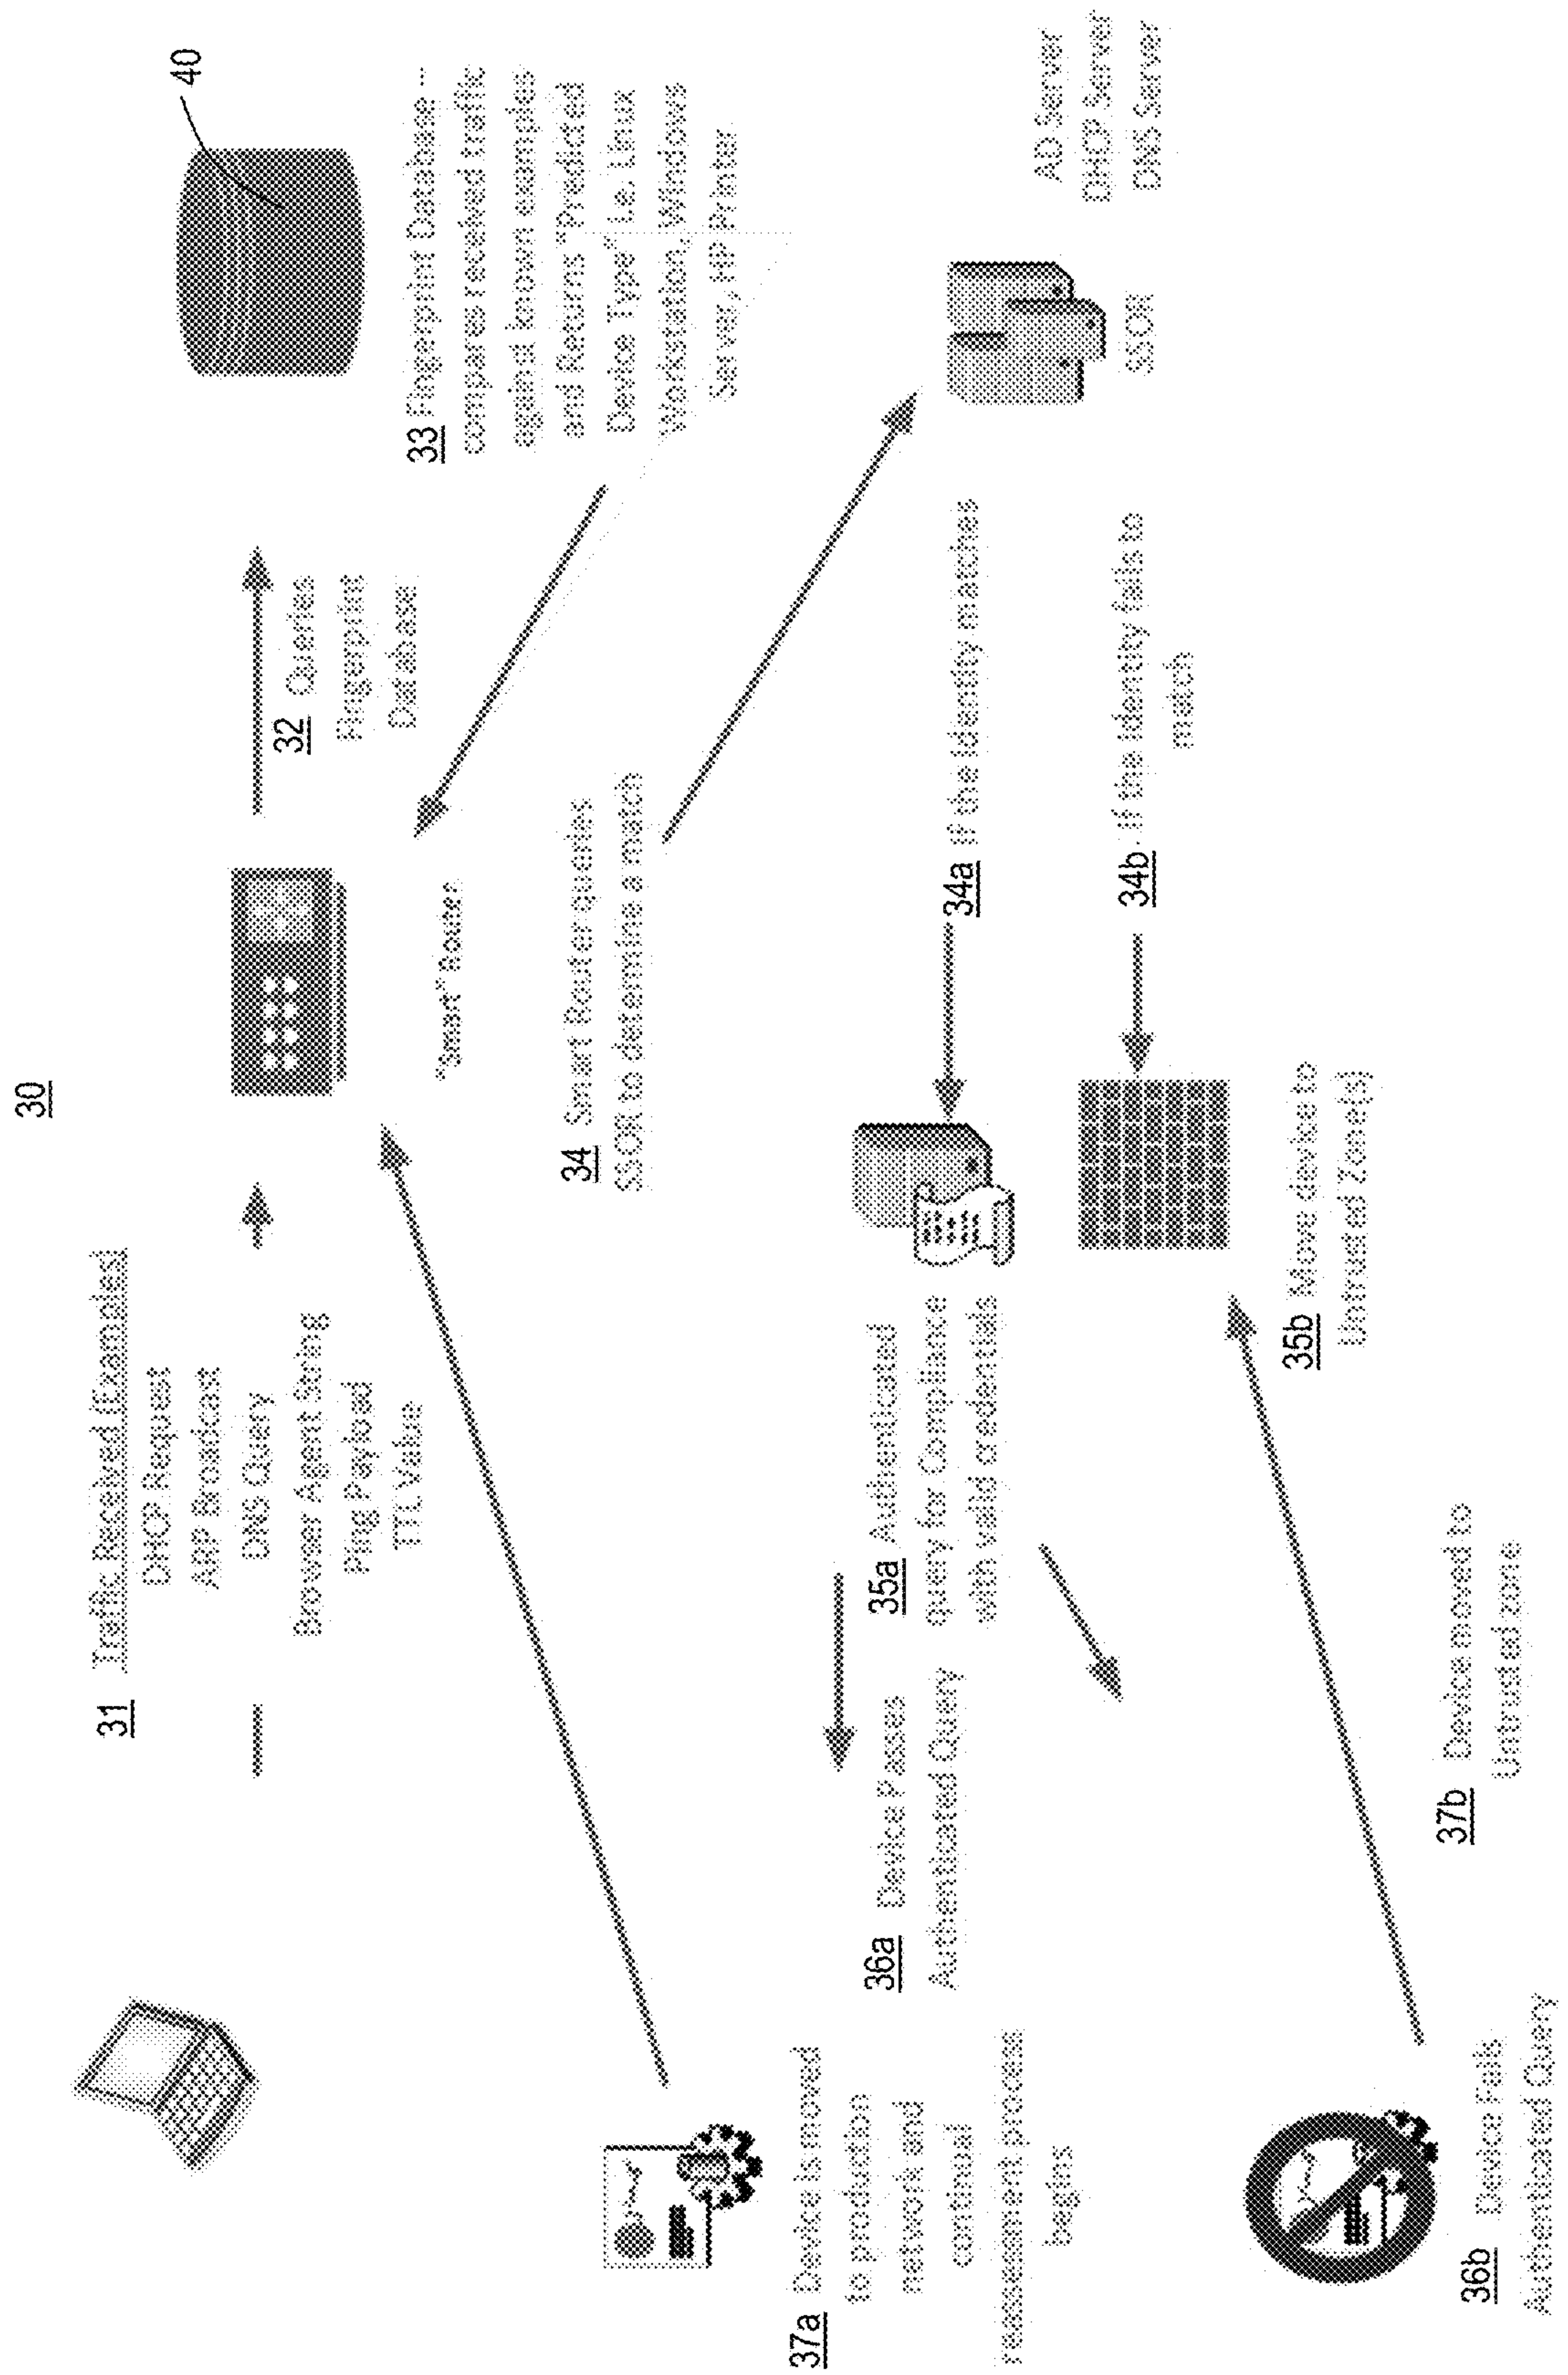 30
31 Traffic Received (Examples)
DHCP Request
ARP Broadcast
DNS Query
Browser Agent String
Ping Payload
TTL Value
"Smart" Router
32 Queries
Fingerprint
Database
40
33 Fingerprint Database --
compares received traffic
against known examples
and Returns "Predicted
Device Type" i.e. Linux
Workstation, Windows
Server, HP Printer
34 Smart Router queries
SSOR to determine a match
AD Server
DHCP Server
DNS Server
SSOR
34a If the identity matches
34b. If the identity fails to
match
35a Authenticated
query for Compliance
with valid credentials
35b Move device to
Untrusted Zone(s)
36a Device Passes
Authenticated Query
37a Device is moved
to production
network and
continual
reassessment process
begins
36b Device Fails
Authenticated Query
37b Device moved to
Untrusted zone